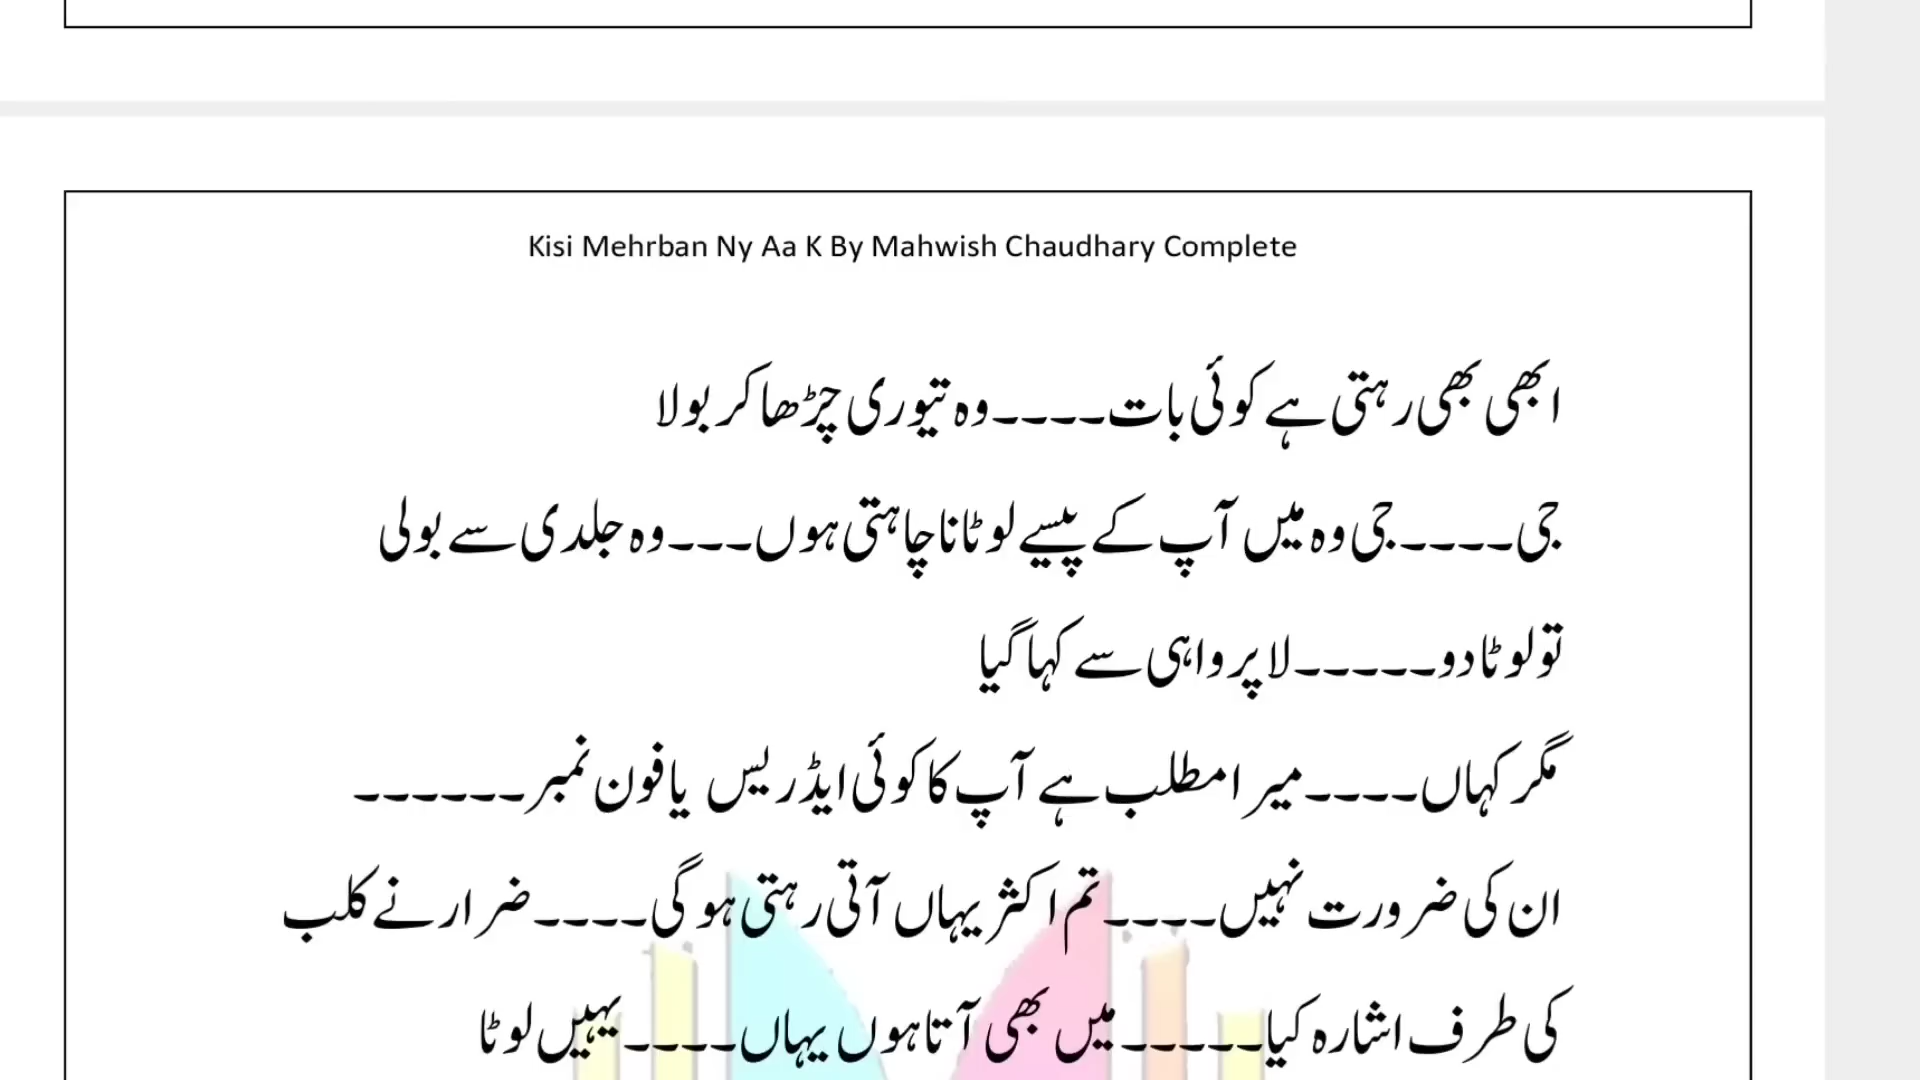 Kisi Mehrban Ny Aa K By Mahwish Chaudhary Complete
ابھی بھی رہتی ہے کوئی بات۔۔۔۔وہ تیوری چڑھا کر بولا
جی۔۔۔۔جی وہ میں آپ کے پیسے لوٹانا چاہتی ہوں۔۔۔وہ جلدی سے بولی
تو لوٹا دو۔۔۔۔۔لاپرواہی سے کہا گیا
مگر کہاں۔۔۔۔میرا مطلب ہے آپ کا کوئی ایڈریس یا فون نمبر۔۔۔۔۔۔
ان کی ضرورت نہیں۔۔۔۔تم اکثر یہاں آتی رہتی ہو گی۔۔۔۔ضرار نے کلب
کی طرف اشارہ کیا۔۔۔۔۔میں بھی آتا ہوں یہاں۔۔۔۔یہیں لوٹا